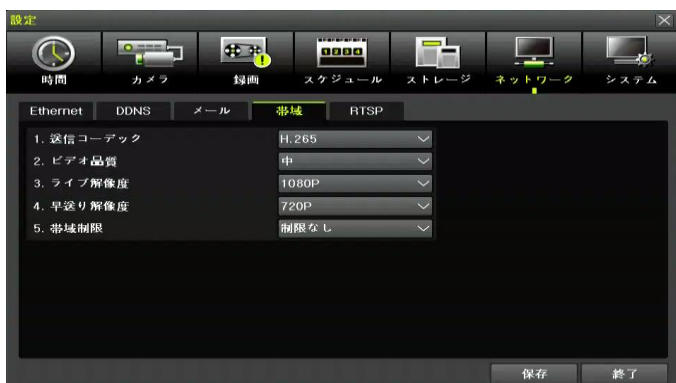 設定
時間 カメラ 録画 スケジュール ストレージ ネットワーク システム
Ethernet DDNS メール 帯域 RTSP
1. 送信コーデック H.265
2. ビデオ品質 中
3. ライブ解像度 1080P
4. 早送り解像度 720P
5. 帯域制限 制限なし
保存 終了